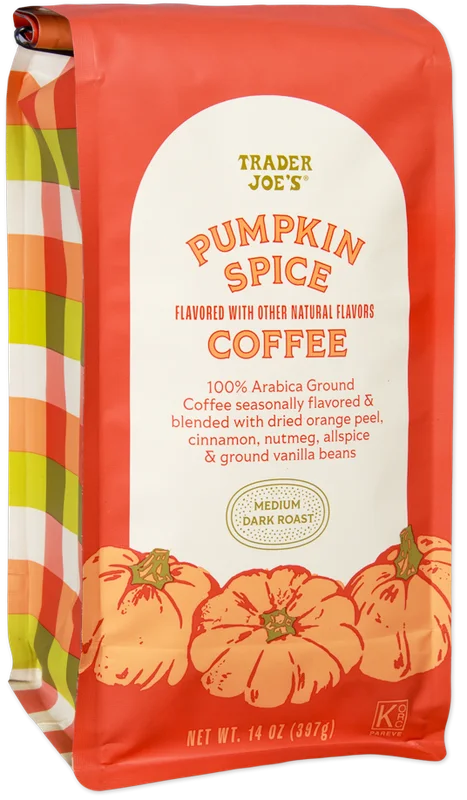 TRADER
JOE'S®
PUMPKIN
SPICE
FLAVORED WITH OTHER NATURAL FLAVORS
COFFEE
100% Arabica Ground
Coffee seasonally flavored &
blended with dried orange peel,
cinnamon, nutmeg, allspice
& ground vanilla beans
MEDIUM
DARK ROAST
NET WT. 14 OZ (397g)
K ORC
PAREVE